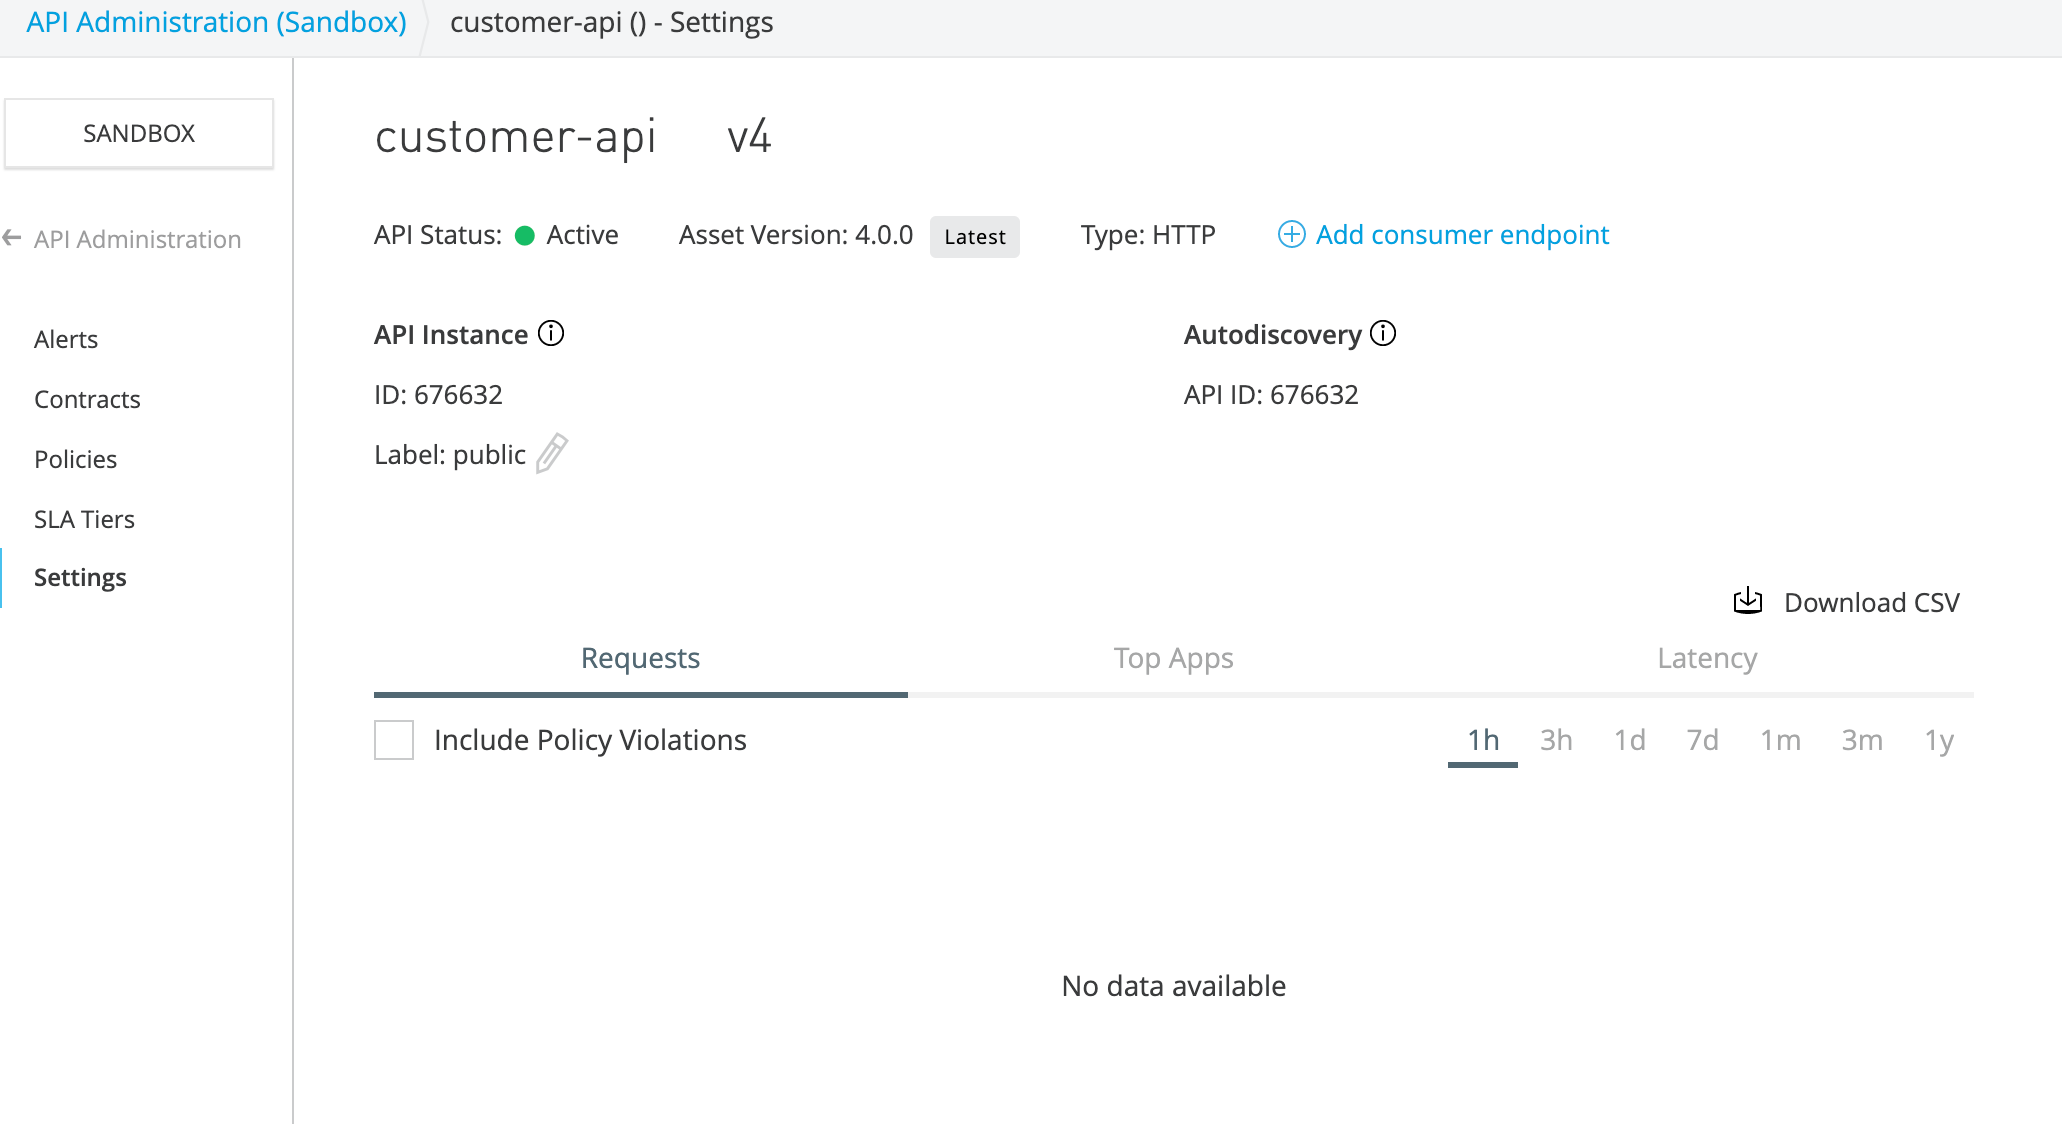 API Administration (Sandbox) customer-api () - Settings
SANDBOX
API Administration
Alerts
Contracts
Policies
SLA Tiers
Settings
customer-api v4
API Status: Active Asset Version: 4.0.0 Latest Type: HTTP Add consumer endpoint
API Instance
ID: 676632
Label: public
Autodiscovery
API ID: 676632
Download CSV
Requests Top Apps Latency
Include Policy Violations 1h 3h 1d 7d 1m 3m 1y
No data available